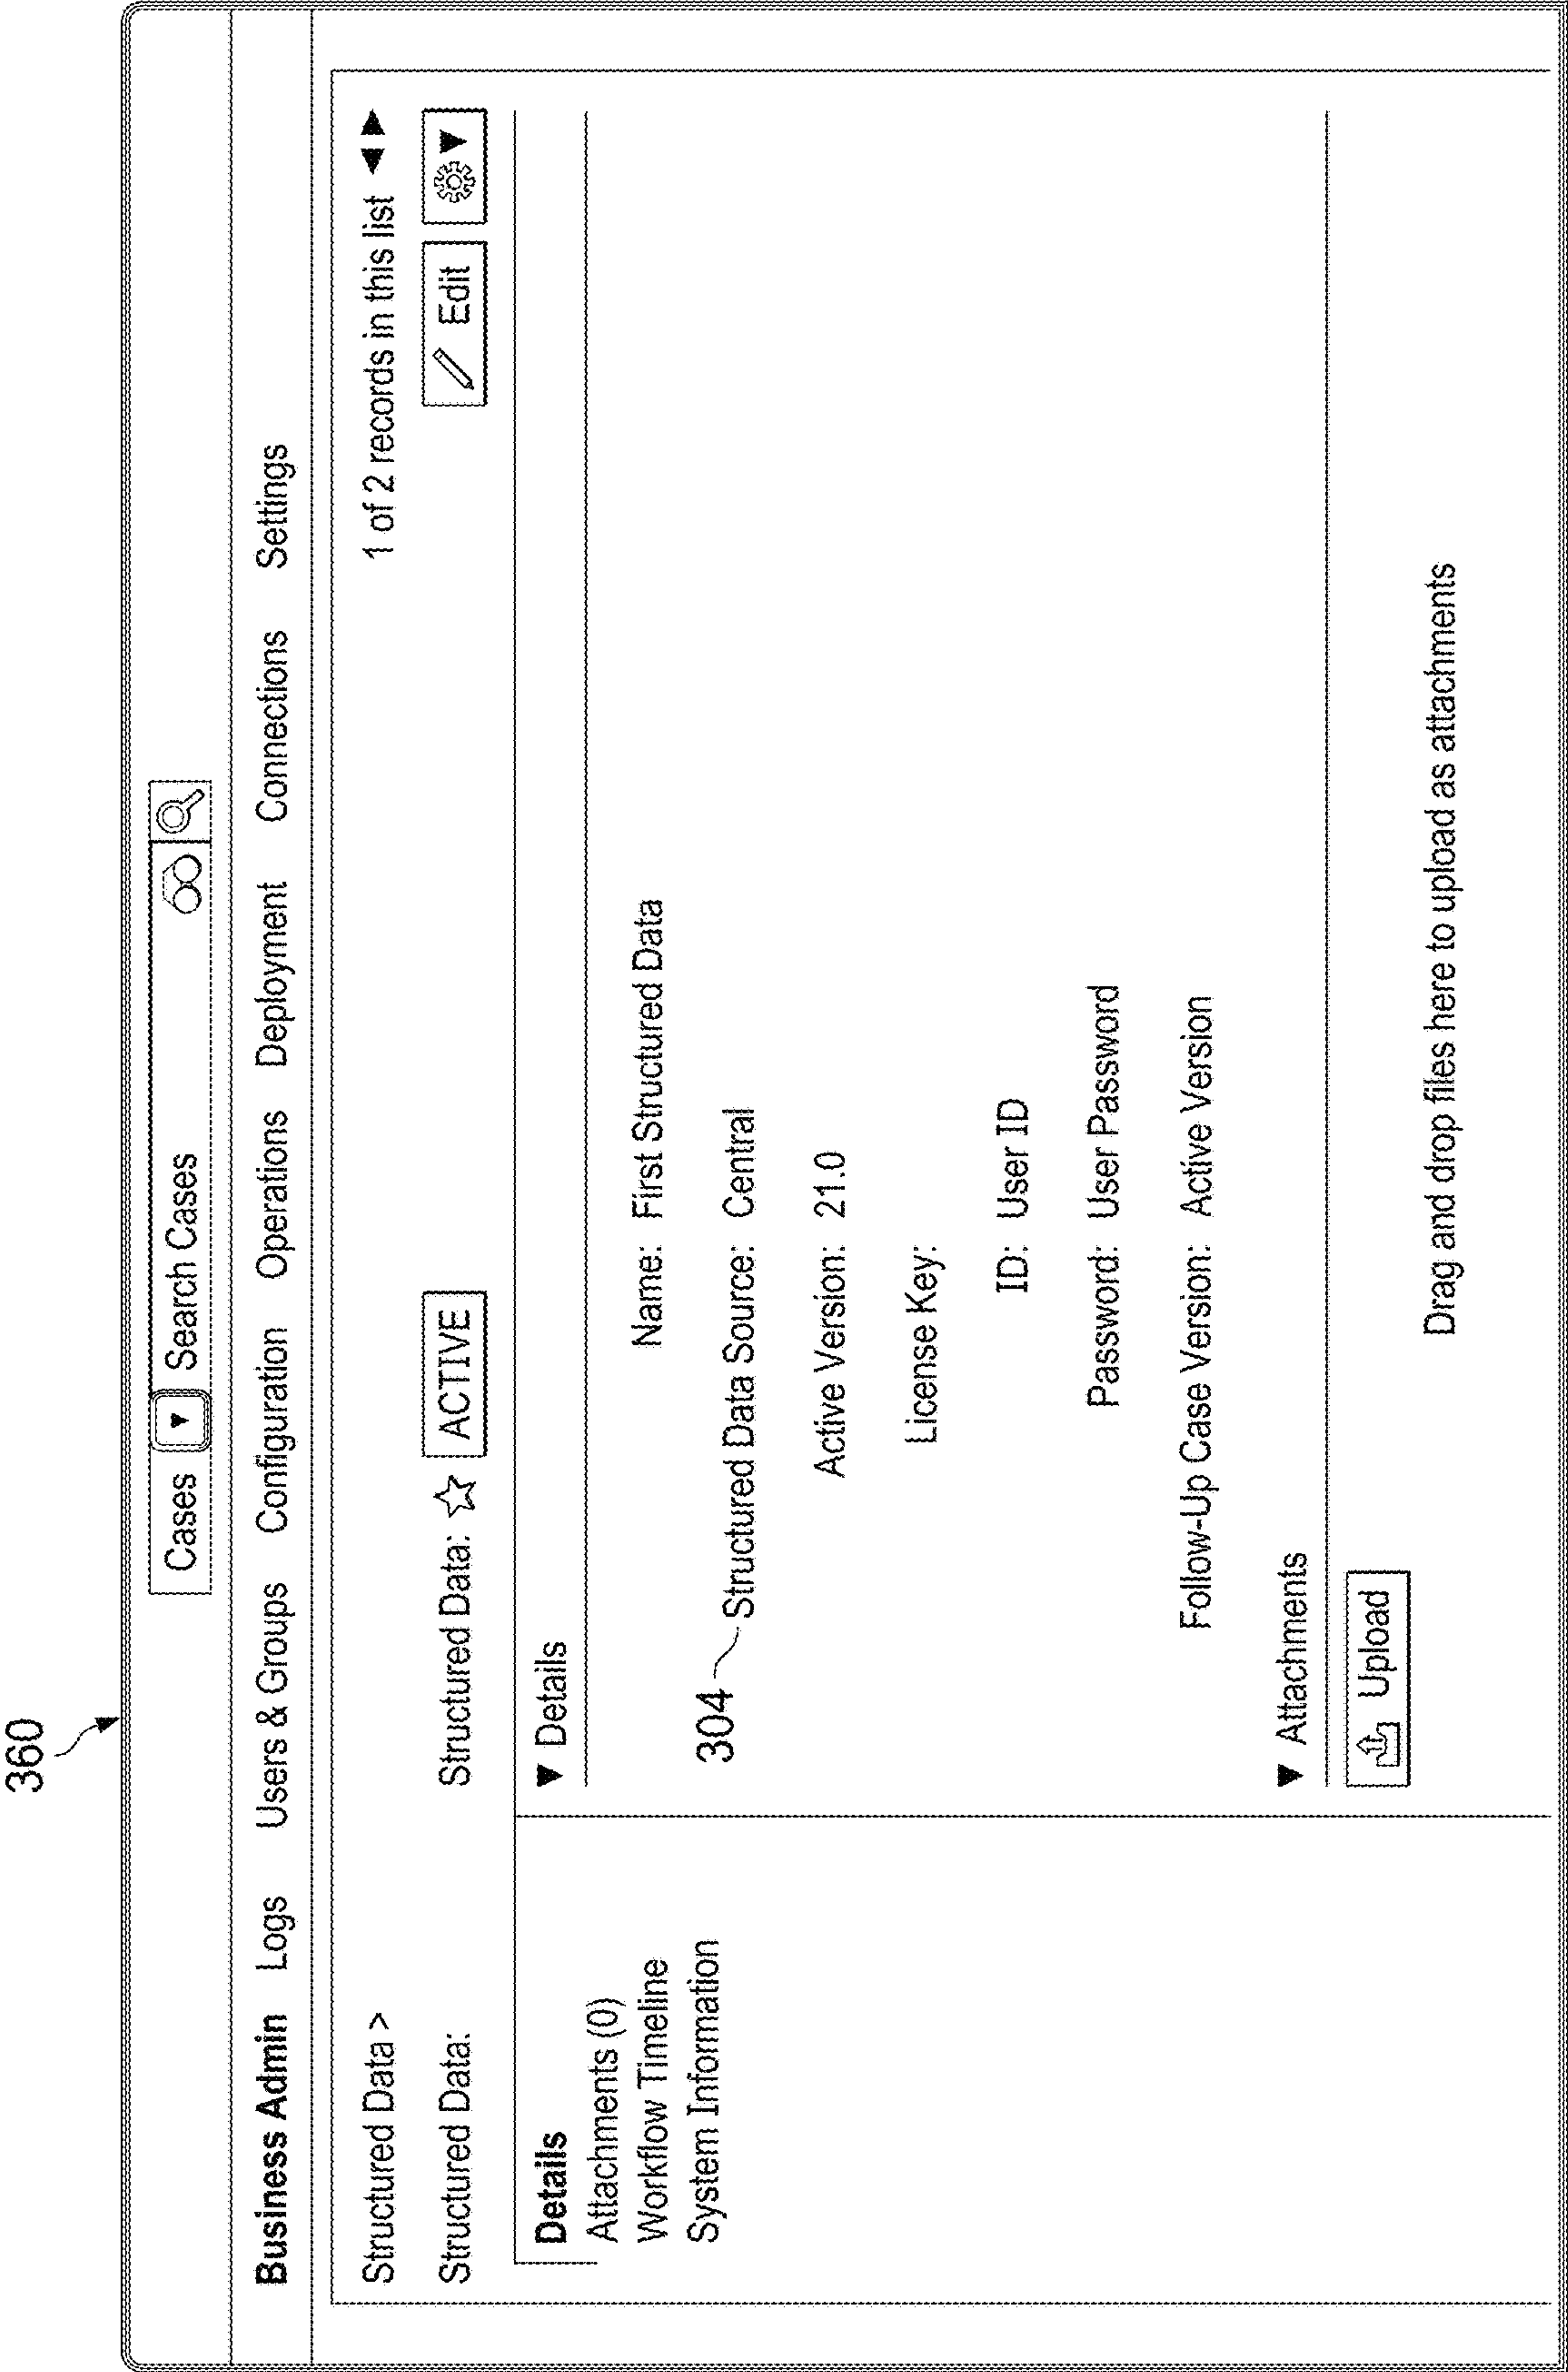 360
Cases ▼ Search Cases
Business Admin Logs Users & Groups Configuration Operations Deployment Connections Settings
Structured Data > 1 of 2 records in this list ◀ ▶
Structured Data: Structured Data: ☆ ACTIVE Edit ▼
Details
Attachments (0)
Workflow Timeline
System Information
▼ Details
Name: First Structured Data
304 Structured Data Source: Central
Active Version: 21.0
License Key:
ID: User ID
Password: User Password
Follow-Up Case Version: Active Version
▼ Attachments
Upload
Drag and drop files here to upload as attachments